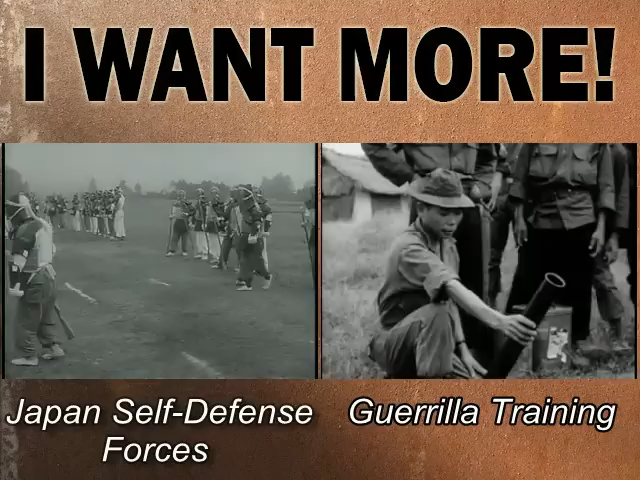 I WANT MORE!
Japan Self-Defense
Forces
Guerrilla Training